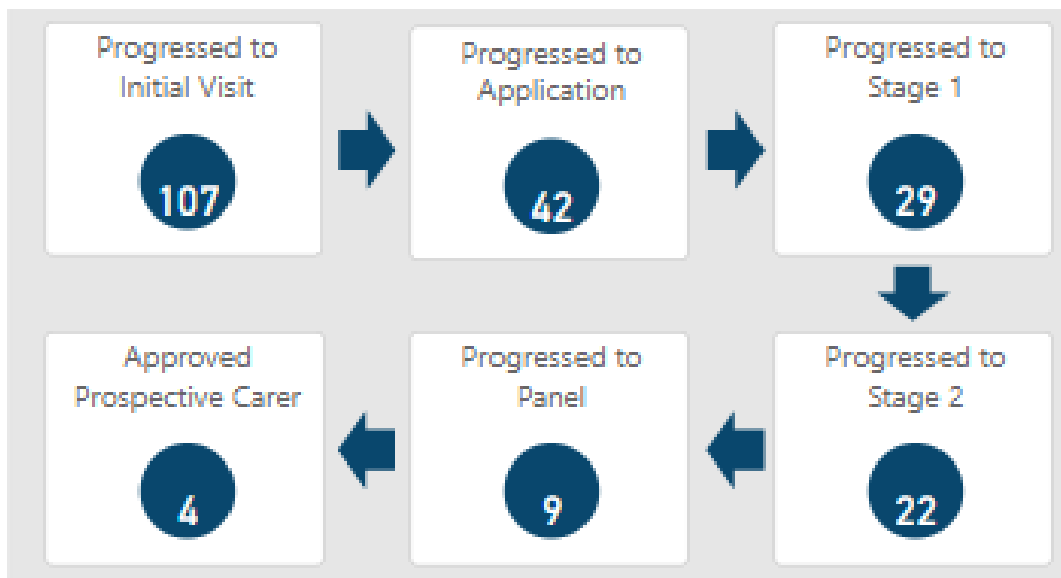 Progressed to
Initial Visit
107
Progressed to
Application
42
Progressed to
Stage 1
29
Approved
Prospective Carer
4
Progressed to
Panel
9
Progressed to
Stage 2
22